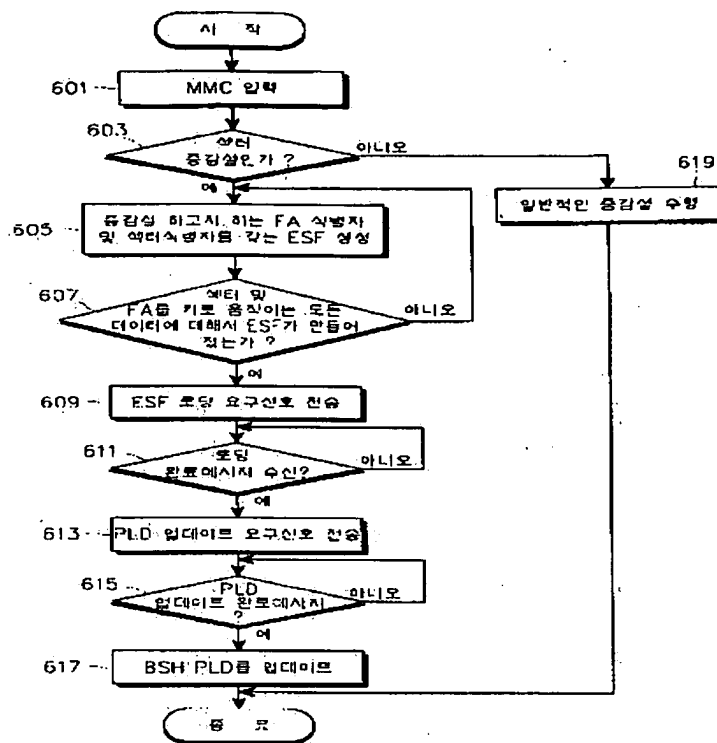 시 작
601
MMC 입력
603
섹터
증감설인가 ?
아니오
예
619
일반적인 증감설 수행
605
증감설 하고자 하는 FA 식별자
및 섹터식별자를 갖는 ESF 생성
607
섹터 및
FA를 키로 움직이는 모든
데이터에 대해서 ESF가 만들어
졌는가 ?
아니오
예
609
ESF 로딩 요구신호 전송
611
로딩
완료메시지 수신?
아니오
예
613
PLD 업데이트 요구신호 전송
615
PLD
업데이트 완료메시지
?
아니오
예
617
BSH PLD를 업데이트
종 료